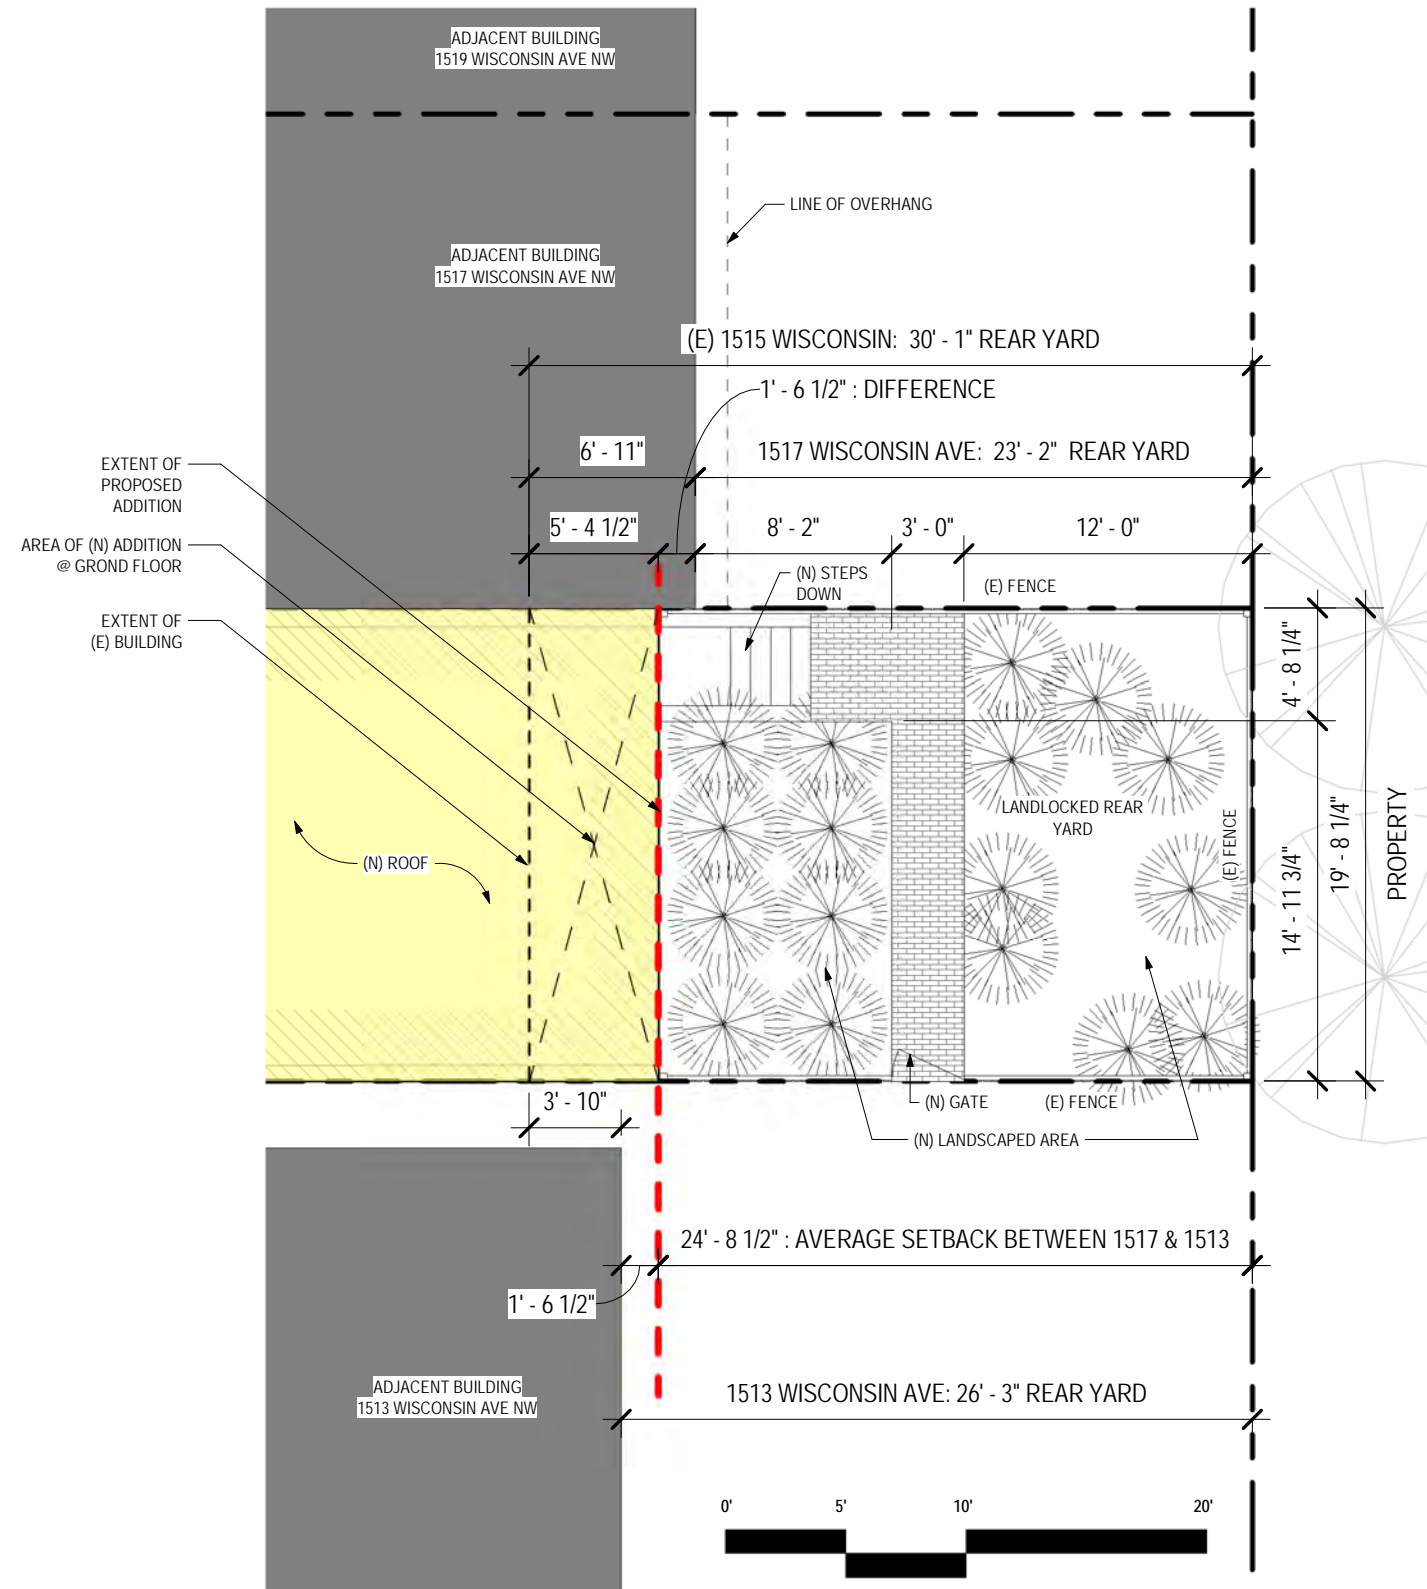 ADJACENT BUILDING
1519 WISCONSIN AVE NW
LINE OF OVERHANG
ADJACENT BUILDING
1517 WISCONSIN AVE NW
(E) 1515 WISCONSIN: 30' - 1" REAR YARD
1' - 6 1/2" : DIFFERENCE
6' - 11"
1517 WISCONSIN AVE: 23' - 2" REAR YARD
EXTENT OF
PROPOSED
ADDITION
5' - 4 1/2"
8' - 2"
3' - 0"
12' - 0"
AREA OF (N) ADDITION
@ GROND FLOOR
(N) STEPS
DOWN
(E) FENCE
EXTENT OF
(E) BUILDING
4' - 8 1/4"
LANDLOCKED REAR
YARD
(E) FENCE
14' - 11 3/4"
19' - 8 1/4"
PROPERTY
(N) ROOF
3' - 10"
(N) GATE
(E) FENCE
(N) LANDSCAPED AREA
24' - 8 1/2" : AVERAGE SETBACK BETWEEN 1517 & 1513
1' - 6 1/2"
ADJACENT BUILDING
1513 WISCONSIN AVE NW
1513 WISCONSIN AVE: 26' - 3" REAR YARD
0'
5'
10'
20'